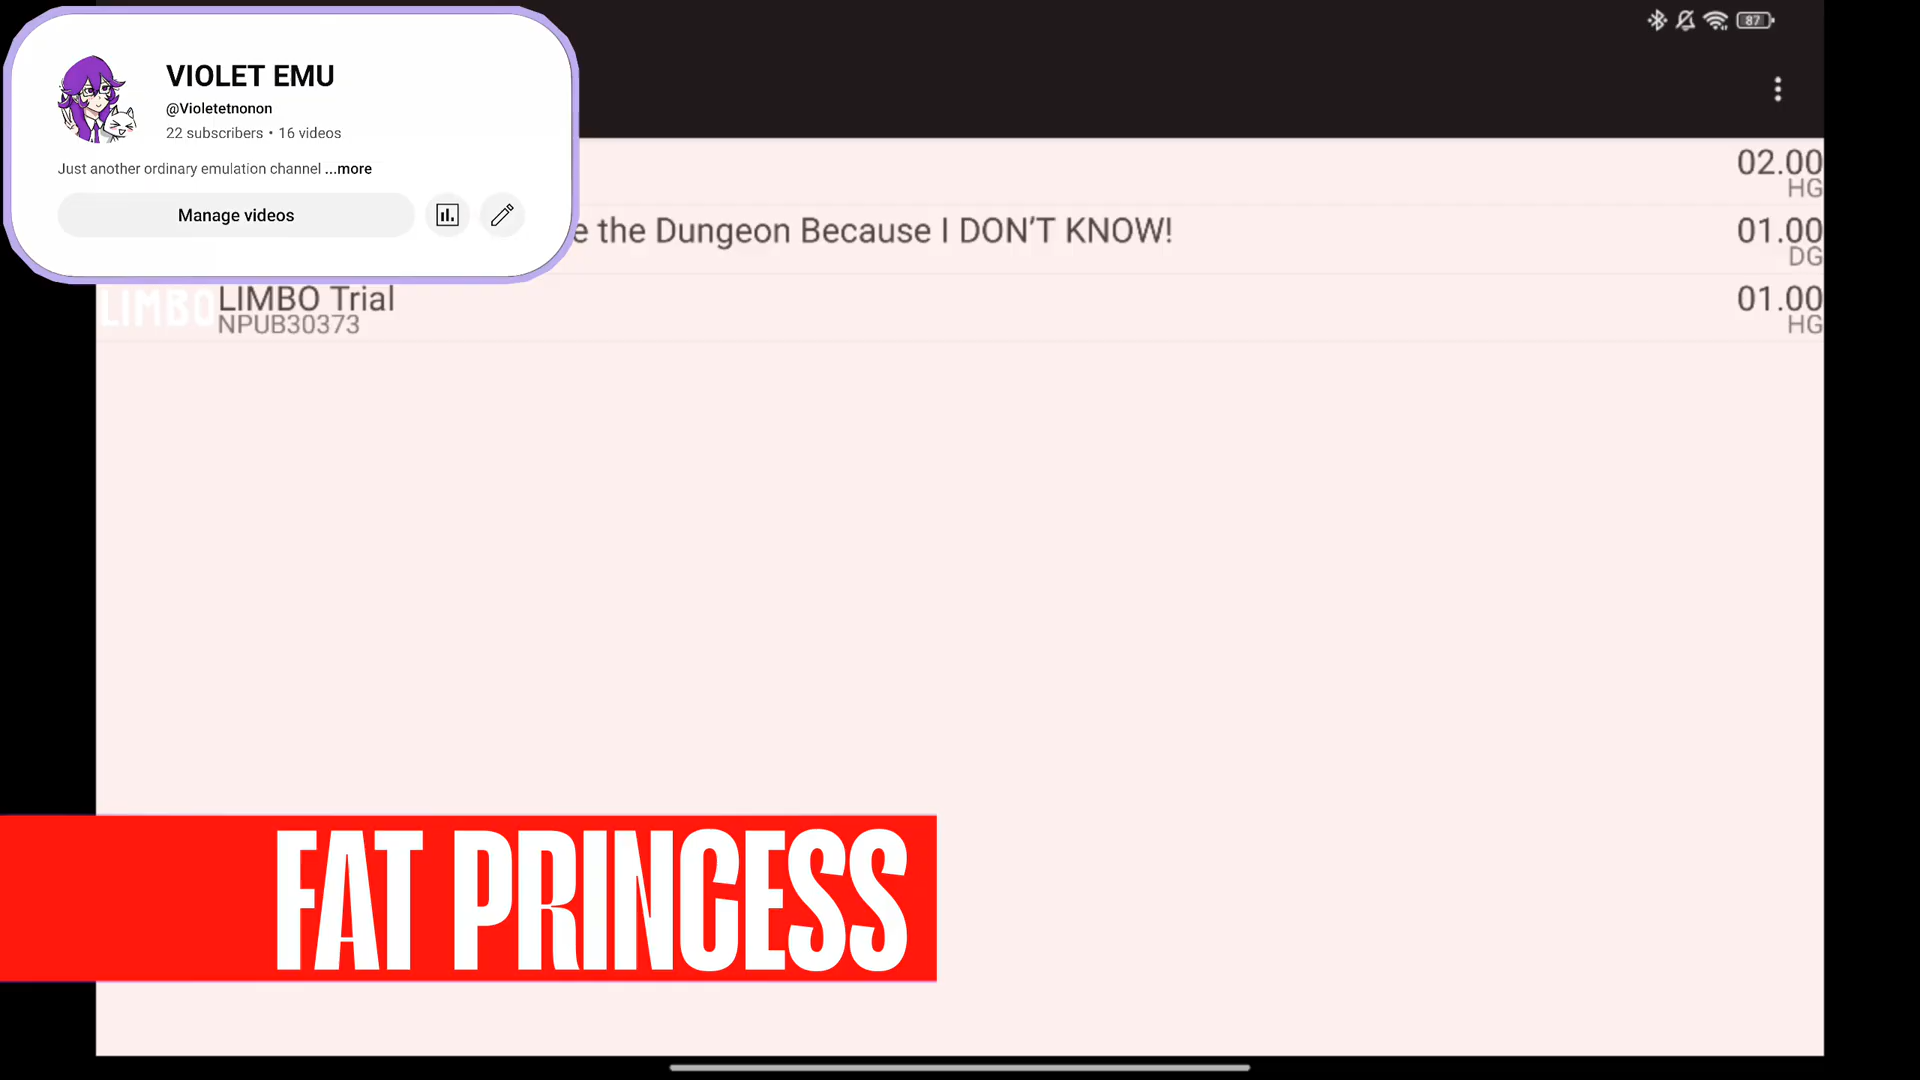 VIOLET EMU
@Violetetnonon
22 subscribers • 16 videos
Just another ordinary emulation channel ...more
Manage videos
87
02.00
HG
e the Dungeon Because I DON’T KNOW!
01.00
DG
LIMBO
LIMBO Trial
NPUB30373
01.00
HG
FAT PRINCESS